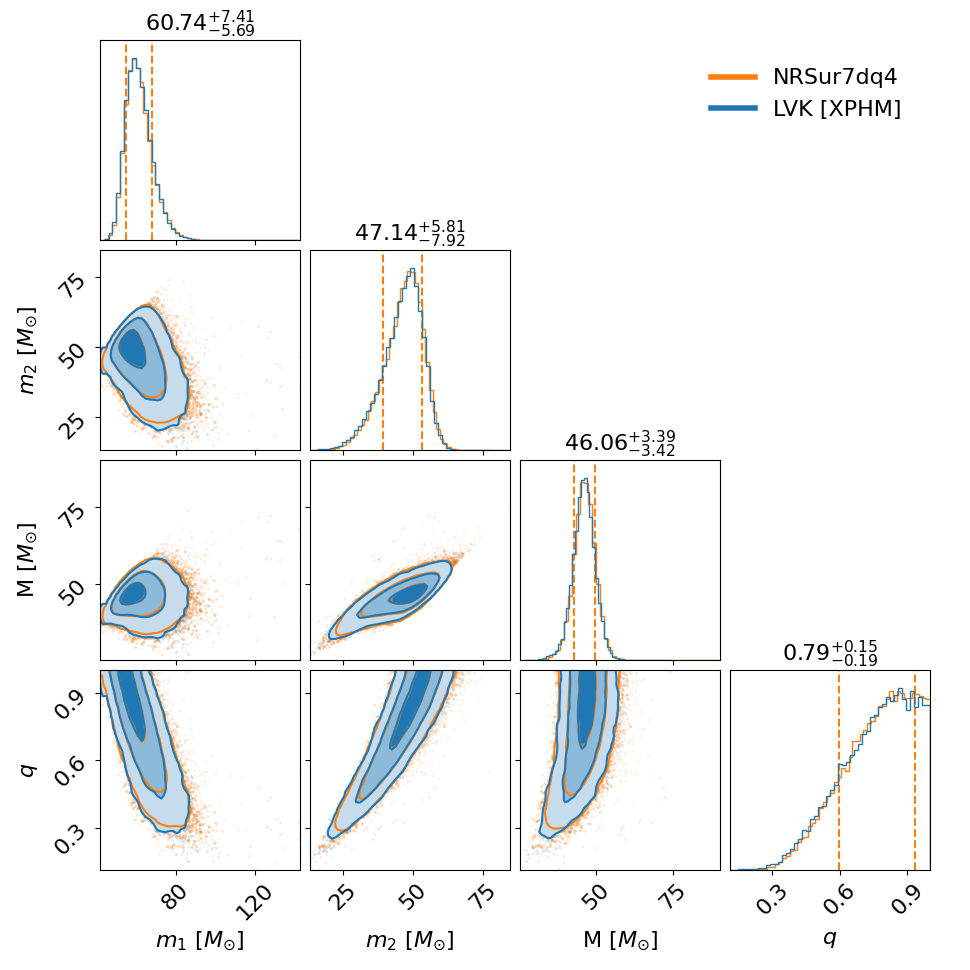 60.74+7.41−5.69
NRSur7dq4
LVK [XPHM]
47.14+5.81−7.92
75
50
25
m2 [M⊙]
46.06+3.39−3.42
75
50
M [M⊙]
0.79+0.15−0.19
0.9
0.6
0.3
q
80 120
25 50 75
50 75
0.3 0.6 0.9
m1 [M⊙]
m2 [M⊙]
M [M⊙]
q